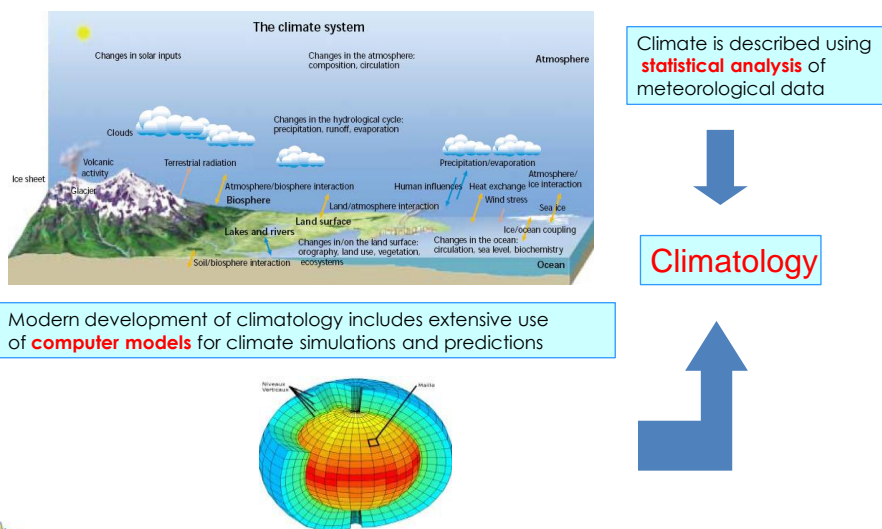 The climate system
Changes in solar inputs
Changes in the atmosphere:
composition, circulation
Atmosphere
Changes in the hydrological cycle:
precipitation, runoff, evaporation
Clouds
Volcanic
activity
Ice sheet
Glacier
Terrestrial radiation
Precipitation/evaporation
Atmosphere/
ice interaction
Atmosphere/biosphere interaction
Biosphere
Human influences
Heat exchange
Wind stress
Land/atmosphere interaction
Sea ice
Land surface
Ice/ocean coupling
Lakes and rivers
Changes in/on the land surface:
orography, land use, vegetation,
ecosystems
Changes in the ocean:
circulation, sea level, biochemistry
Soil/biosphere interaction
Ocean
Climate is described using
statistical analysis of
meteorological data
Climatology
Modern development of climatology includes extensive use
of computer models for climate simulations and predictions
Niveaux
Verticaux
Maille